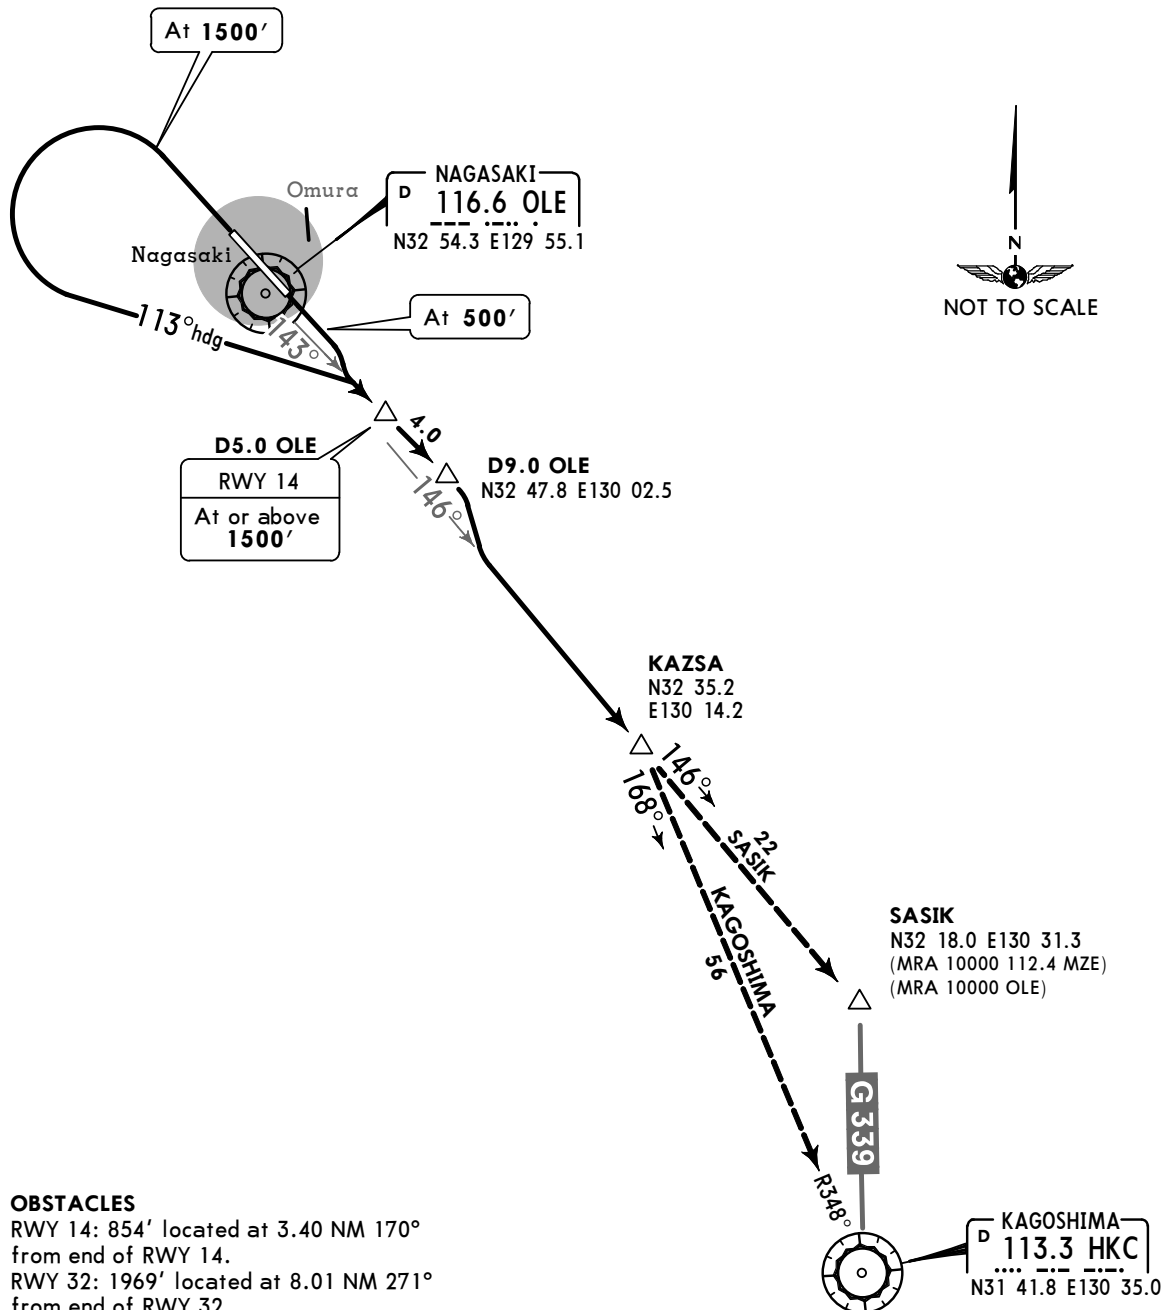 At 1500′
Omura
Nagasaki
NAGASAKI
D 116.6 OLE
N32 54.3 E129 55.1
N
NOT TO SCALE
At 500′
113°hdg
143°
4.0
D5.0 OLE
RWY 14
At or above
1500′
D9.0 OLE
N32 47.8 E130 02.5
146°
KAZSA
N32 35.2
E130 14.2
146°
168°
22
SASIK
KAGOSHIMA
56
SASIK
N32 18.0 E130 31.3
(MRA 10000 112.4 MZE)
(MRA 10000 OLE)
G 339
R348°
KAGOSHIMA
D 113.3 HKC
N31 41.8 E130 35.0
OBSTACLES
RWY 14: 854′ located at 3.40 NM 170°
from end of RWY 14.
RWY 32: 1969′ located at 8.01 NM 271°
from end of RWY 32.